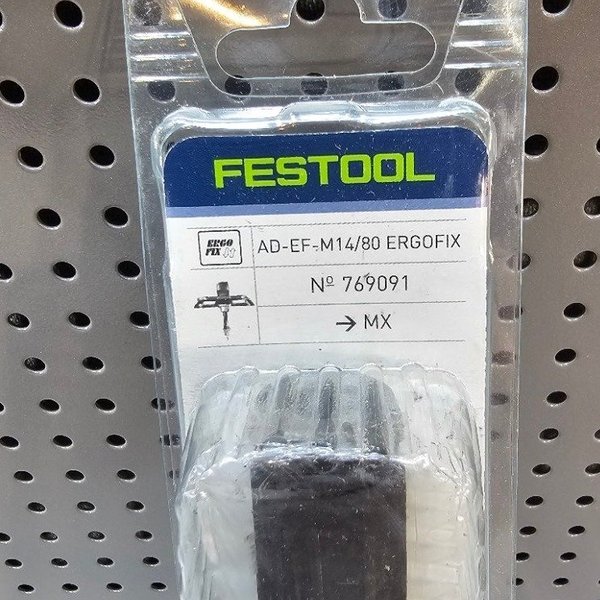 FESTOOL
ERGO
FIX
AD-EF-M14/80 ERGOFIX
Nº 769091
→ MX